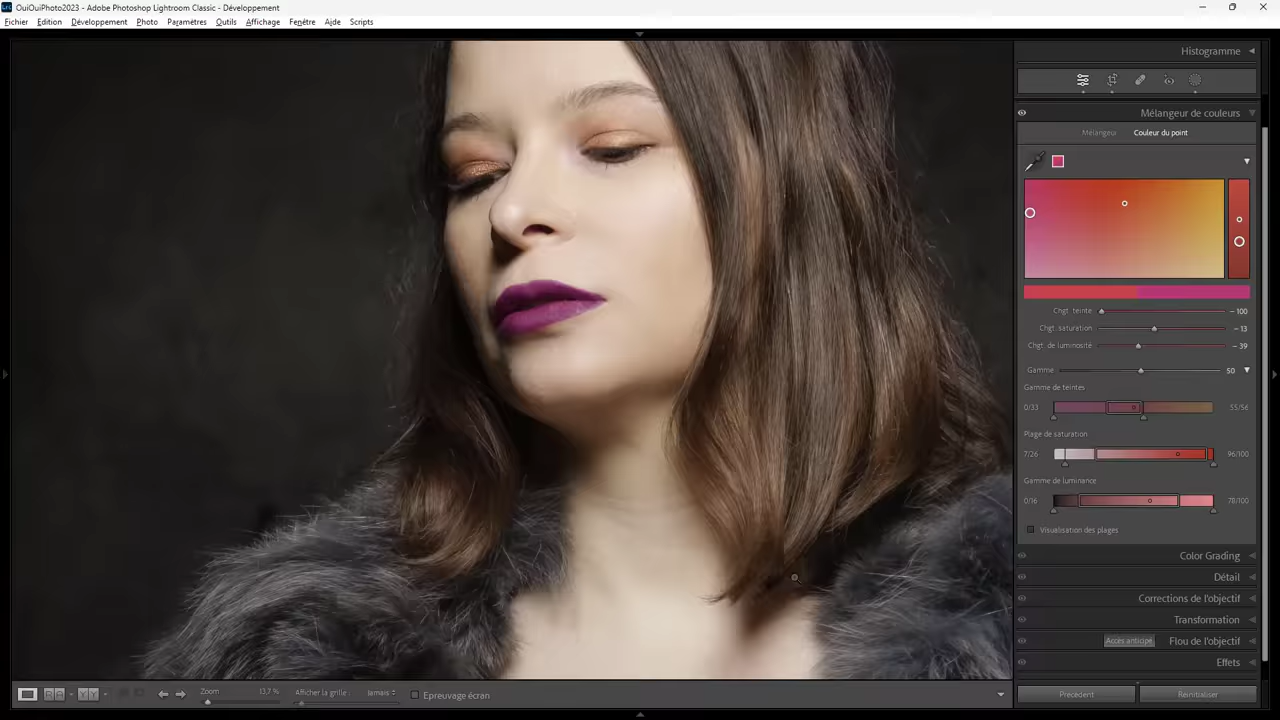 OuiOuiPhoto2023 - Adobe Photoshop Lightroom Classic - Développement
Fichier Edition Développement Photo Paramètres Outils Affichage Fenêtre Aide Scripts
Histogramme
Mélangeur de couleurs
Mélangeur Couleur du point
Chgt. teinte – 100
Chgt. saturation – 13
Chgt. de luminosité – 39
Gamme 50
Gamme de teintes
0/33 55/56
Plage de saturation
7/26 96/100
Gamme de luminance
0/16 78/100
Visualisation des plages
Color Grading
Détail
Corrections de l'objectif
Transformation
Accès anticipé Flou de l'objectif
Effets
Zoom 13,7 % Afficher la grille : Jamais Epreuvage écran
Précédent Réinitialiser